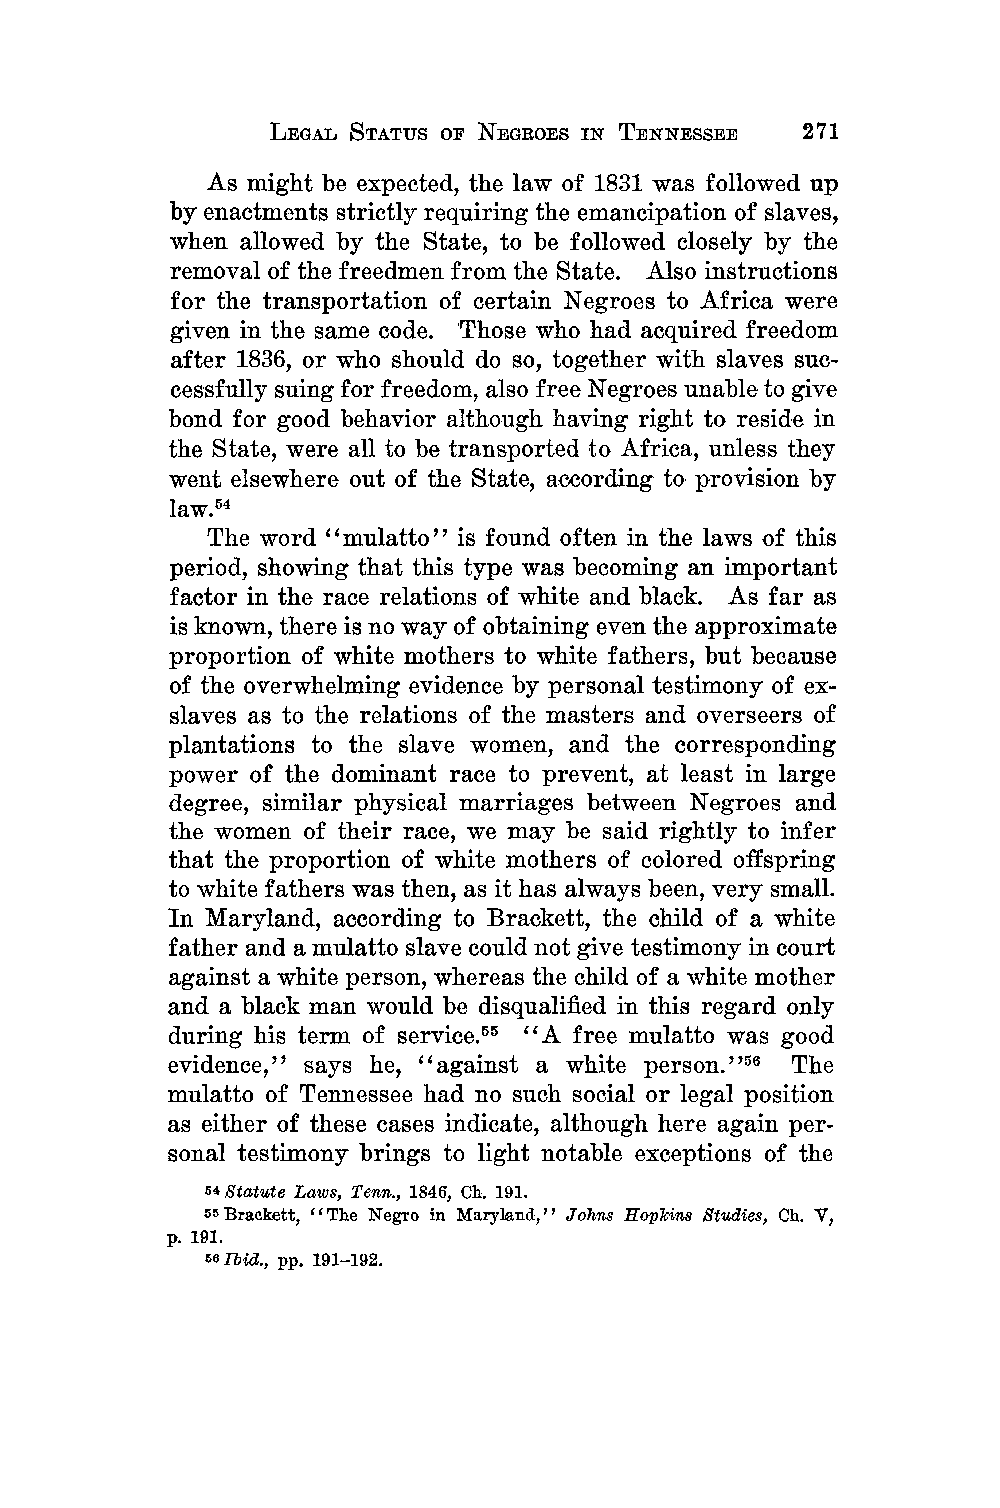 LEGAL STATUS OF NEGROES IN TENNESSEE 271
As might be expected, the law of 1831 was followed up
by enactments strictly requiring the emancipation of slaves,
when allowed by the State, to be followed closely by the
removal of the freedmen from the State. Also instructions
for the transportation of certain Negroes to Africa were
given in the same code. Those who had acquired freedom
after 1836, or who should do so, together with slaves suc-
cessfully suing for freedom, also free Negroes unable to give
bond for good behavior although having right to reside in
the State, were all to be transported to Africa, unless they
went elsewhere out of the State, according to provision by
law.⁵⁴
The word ‘‘mulatto’’ is found often in the laws of this
period, showing that this type was becoming an important
factor in the race relations of white and black. As far as
is known, there is no way of obtaining even the approximate
proportion of white mothers to white fathers, but because
of the overwhelming evidence by personal testimony of ex-
slaves as to the relations of the masters and overseers of
plantations to the slave women, and the corresponding
power of the dominant race to prevent, at least in large
degree, similar physical marriages between Negroes and
the women of their race, we may be said rightly to infer
that the proportion of white mothers of colored offspring
to white fathers was then, as it has always been, very small.
In Maryland, according to Brackett, the child of a white
father and a mulatto slave could not give testimony in court
against a white person, whereas the child of a white mother
and a black man would be disqualified in this regard only
during his term of service.⁵⁵ ‘‘A free mulatto was good
evidence,’’ says he, ‘‘against a white person.’’⁵⁶ The
mulatto of Tennessee had no such social or legal position
as either of these cases indicate, although here again per-
sonal testimony brings to light notable exceptions of the
⁵⁴ Statute Laws, Tenn., 1846, Ch. 191.
⁵⁵ Brackett, ‘‘The Negro in Maryland,’’ Johns Hopkins Studies, Ch. V,
p. 191.
⁵⁶ Ibid., pp. 191–192.